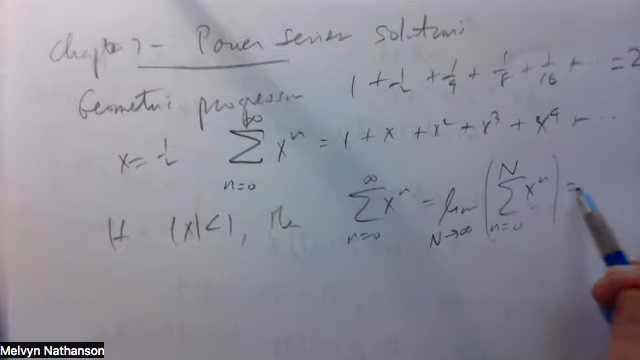 Chapter 7 - Power series solutions
Geometric progression 1 + 1/2 + 1/4 + 1/8 + 1/16 + ... = 2
x = 1/2 ∑_{n=0}^{∞} x^n = 1 + x + x^2 + x^3 + x^4 + ...
If |x| < 1, then ∑_{n=0}^{∞} x^n = lim_{N→∞} ( ∑_{n=0}^{N} x^n ) =
Melvyn Nathanson